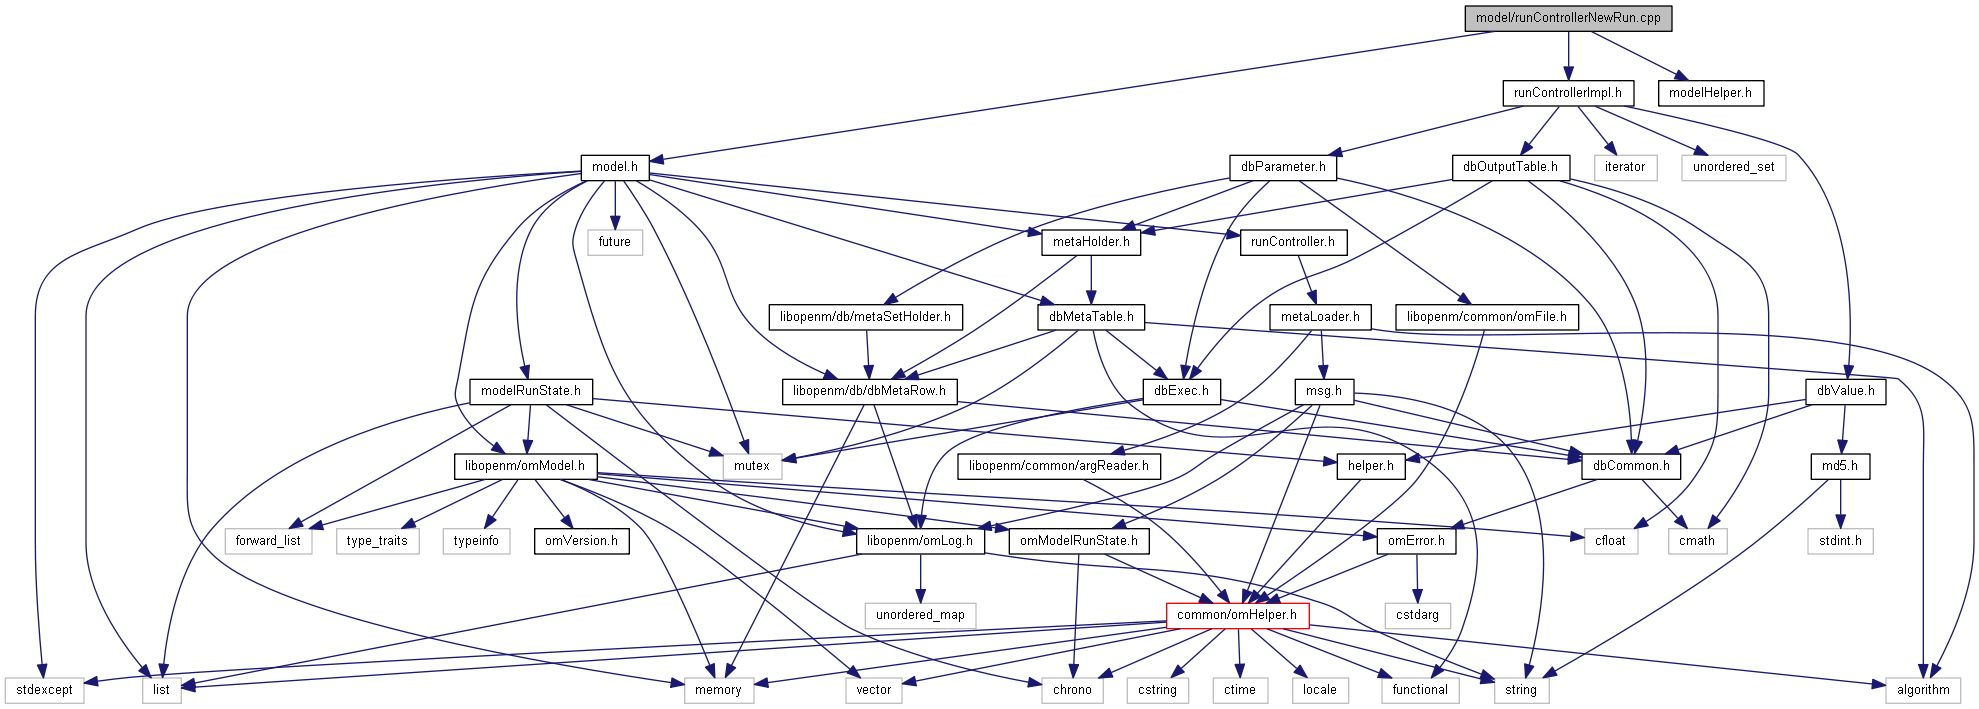 model/runControllerNewRun.cpp
runControllerImpl.h
modelHelper.h
model.h
dbParameter.h
dbOutputTable.h
iterator
unordered_set
future
metaHolder.h
runController.h
libopenm/db/metaSetHolder.h
dbMetaTable.h
metaLoader.h
libopenm/common/omFile.h
modelRunState.h
libopenm/db/dbMetaRow.h
dbExec.h
msg.h
dbValue.h
libopenm/omModel.h
mutex
libopenm/common/argReader.h
helper.h
dbCommon.h
md5.h
forward_list
type_traits
typeinfo
omVersion.h
libopenm/omLog.h
omModelRunState.h
omError.h
cfloat
cmath
stdint.h
unordered_map
common/omHelper.h
cstdarg
stdexcept
list
memory
vector
chrono
cstring
ctime
locale
functional
string
algorithm